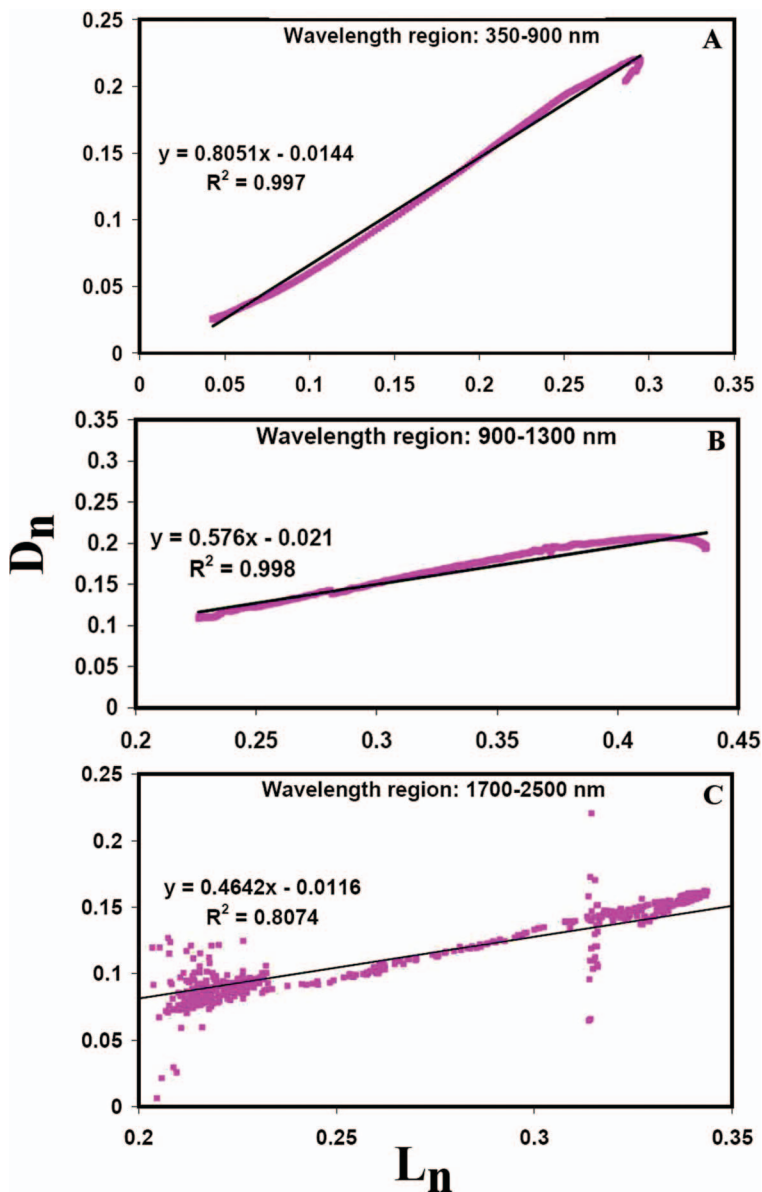 Wavelength region: 350-900 nm
A
0.25
0.2
0.15
0.1
0.05
0
y = 0.8051x - 0.0144
R² = 0.997
0 0.05 0.1 0.15 0.2 0.25 0.3 0.35
Wavelength region: 900-1300 nm
B
0.35
0.3
0.25
0.2
0.15
0.1
0.05
0
y = 0.576x - 0.021
R² = 0.998
0.2 0.25 0.3 0.35 0.4 0.45
Dn
Wavelength region: 1700-2500 nm
C
0.25
0.2
0.15
0.1
0.05
0
y = 0.4642x - 0.0116
R² = 0.8074
0.2 0.25 0.3 0.35
Ln